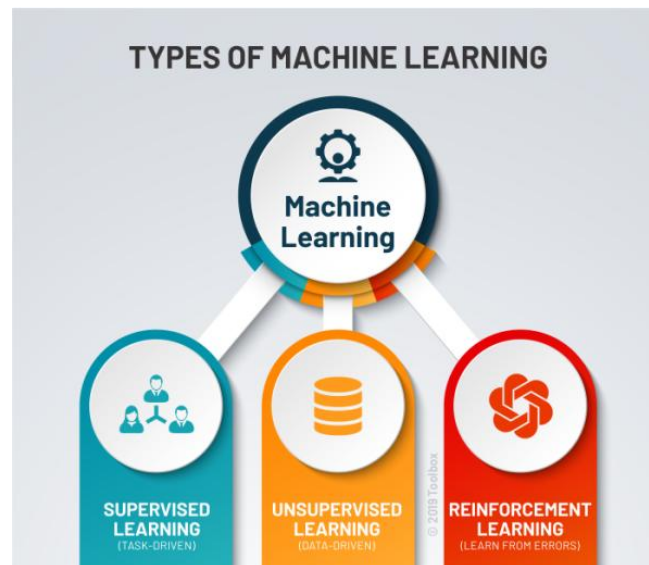 TYPES OF MACHINE LEARNING
Machine
Learning
SUPERVISED
LEARNING
(TASK-DRIVEN)
UNSUPERVISED
LEARNING
(DATA-DRIVEN)
© 2019 Toolbox
REINFORCEMENT
LEARNING
(LEARN FROM ERRORS)